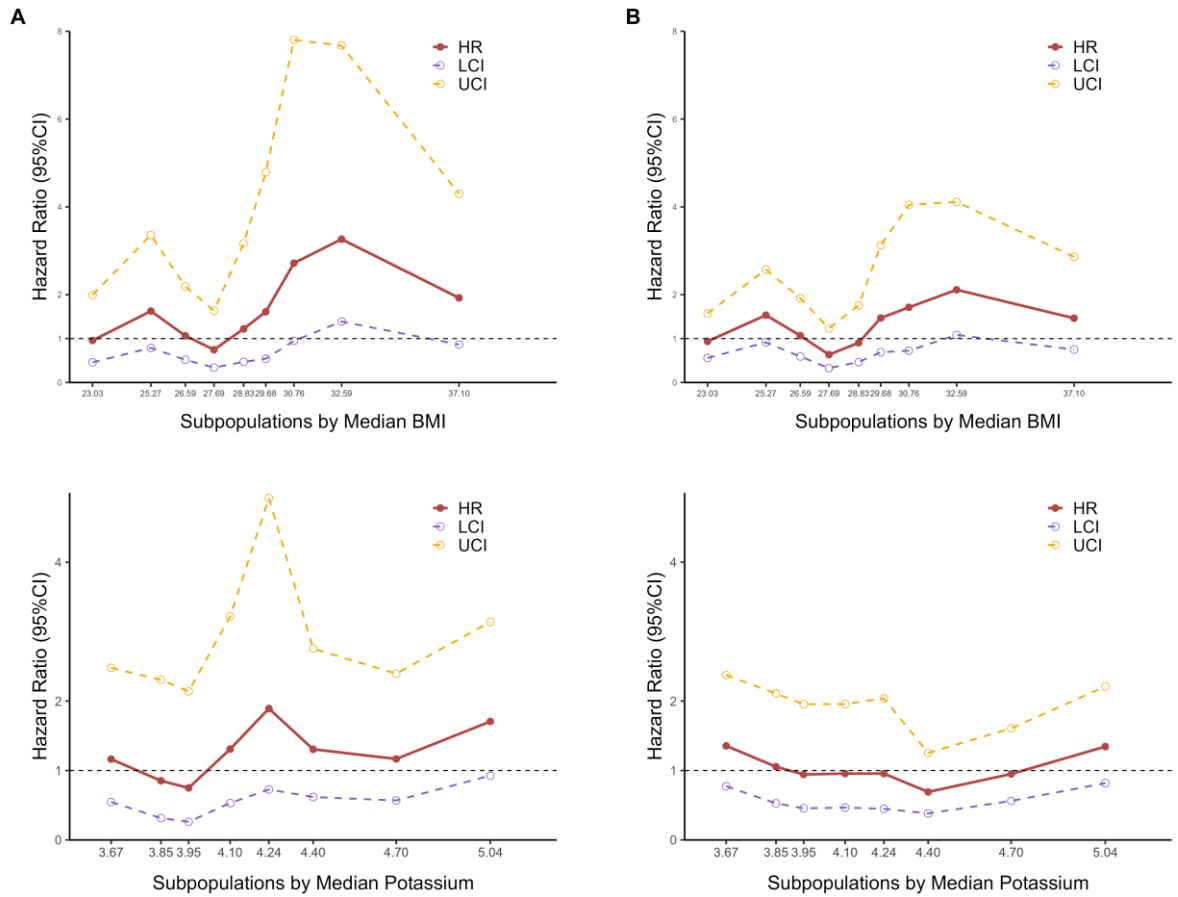 A
8
6
4
2
1
0
Hazard Ratio (95%CI)
HR
LCI
UCI
23.03 25.27 26.59 27.69 28.83 29.68 30.76 32.59 37.10
Subpopulations by Median BMI
B
8
6
4
2
1
0
Hazard Ratio (95%CI)
HR
LCI
UCI
23.03 25.27 26.59 27.69 28.83 29.68 30.76 32.59 37.10
Subpopulations by Median BMI
4
2
1
0
Hazard Ratio (95%CI)
HR
LCI
UCI
3.67 3.85 3.95 4.10 4.24 4.40 4.70 5.04
Subpopulations by Median Potassium
4
2
1
0
Hazard Ratio (95%CI)
HR
LCI
UCI
3.67 3.85 3.95 4.10 4.24 4.40 4.70 5.04
Subpopulations by Median Potassium